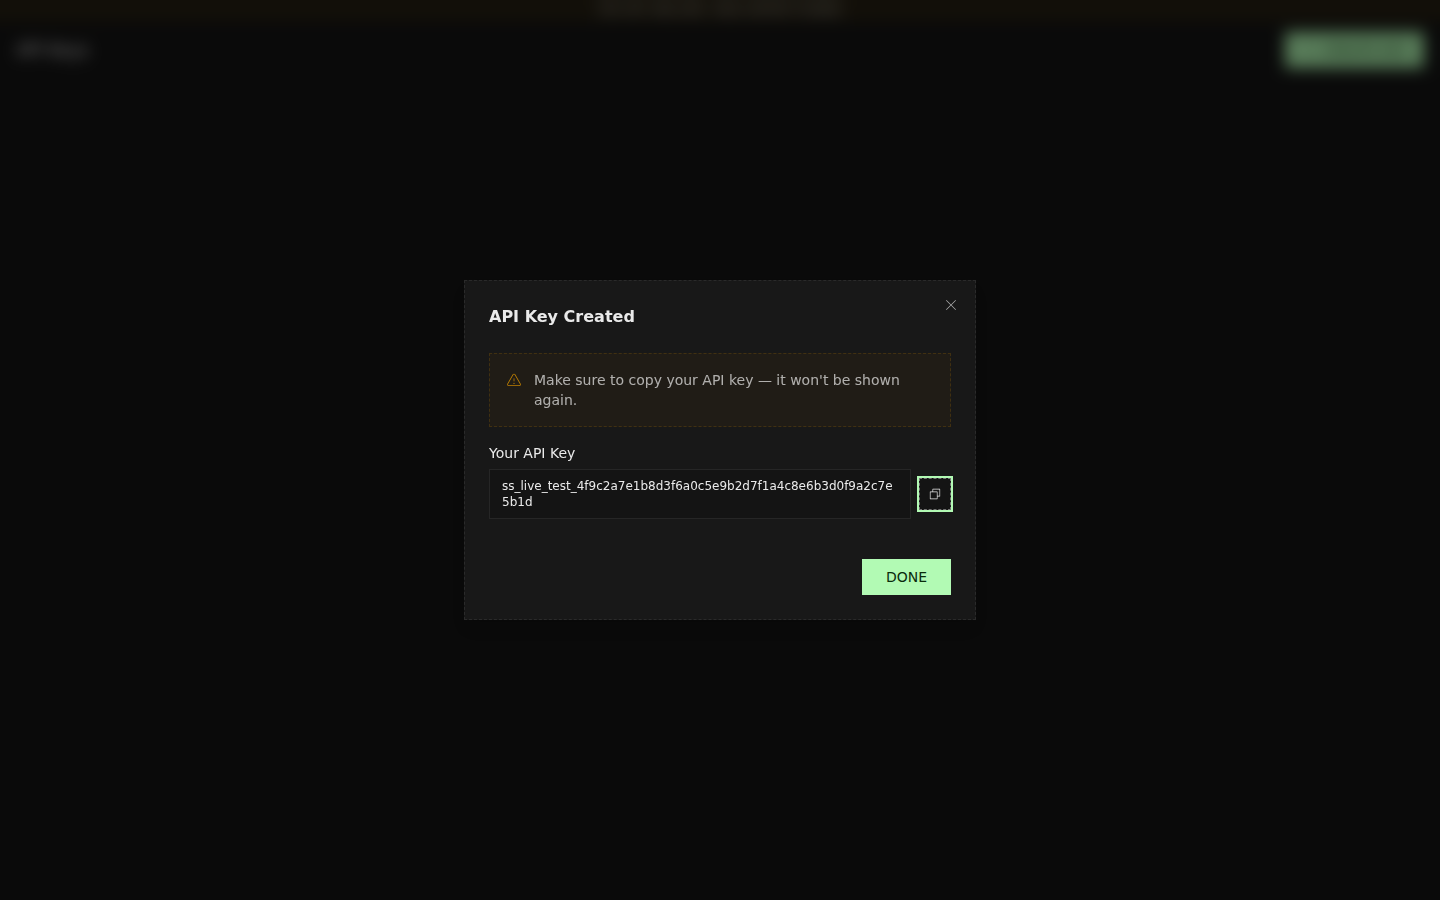 API Key Created
Make sure to copy your API key — it won't be shown
again.
Your API Key
ss_live_test_4f9c2a7e1b8d3f6a0c5e9b2d7f1a4c8e6b3d0f9a2c7e
5b1d
DONE